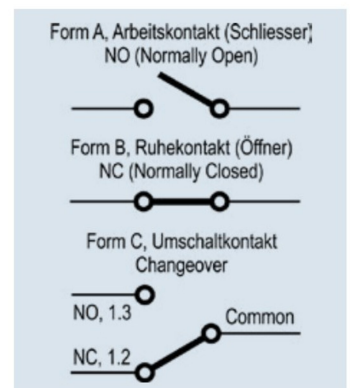 Form A, Arbeitskontakt (Schliesser)
NO (Normally Open)
Form B, Ruhekontakt (Öffner)
NC (Normally Closed)
Form C, Umschaltkontakt
Changeover
NO, 1.3
Common
NC, 1.2